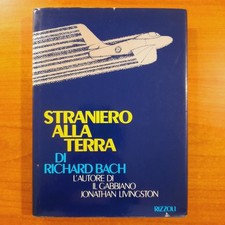 STRANIERO
ALLA
TERRA
DI
RICHARD BACH
L'AUTORE DI
IL GABBIANO
JONATHAN LIVINGSTON
RIZZOLI